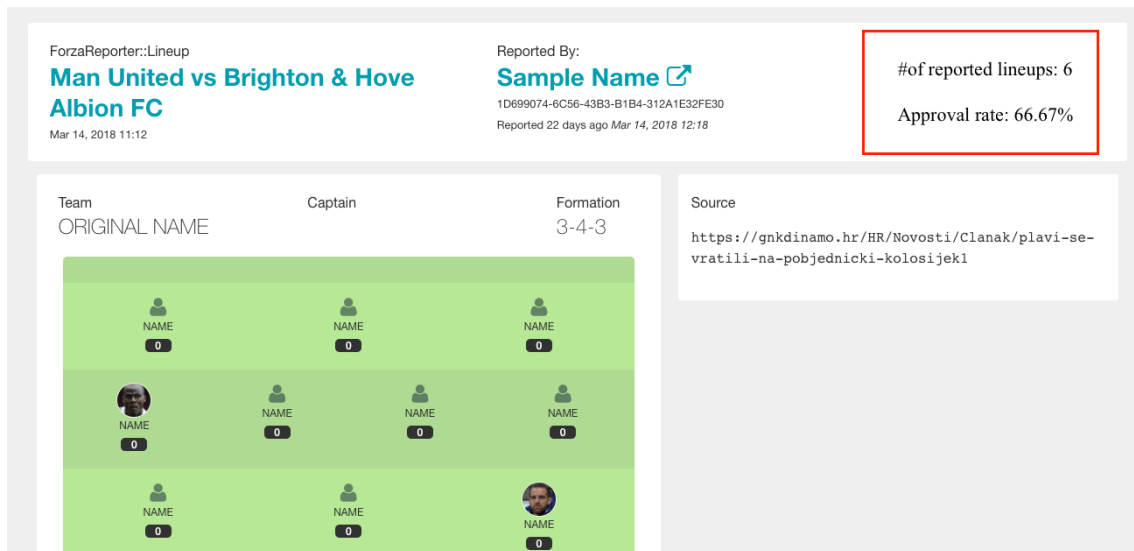 ForzaReporter::Lineup
Man United vs Brighton & Hove
Albion FC
Mar 14, 2018 11:12
Reported By:
Sample Name
1D699074-6C56-43B3-B1B4-312A1E32FE30
Reported 22 days ago Mar 14, 2018 12:18
#of reported lineups: 6
Approval rate: 66.67%
Team
ORIGINAL NAME
Captain
Formation
3-4-3
NAME NAME NAME
0 0 0
NAME NAME NAME NAME
0 0 0 0
NAME NAME NAME
0 0 0
Source
https://gnkdinamo.hr/HR/Novosti/Clanak/plavi-se-
vratili-na-pobjednicki-kolosijek1